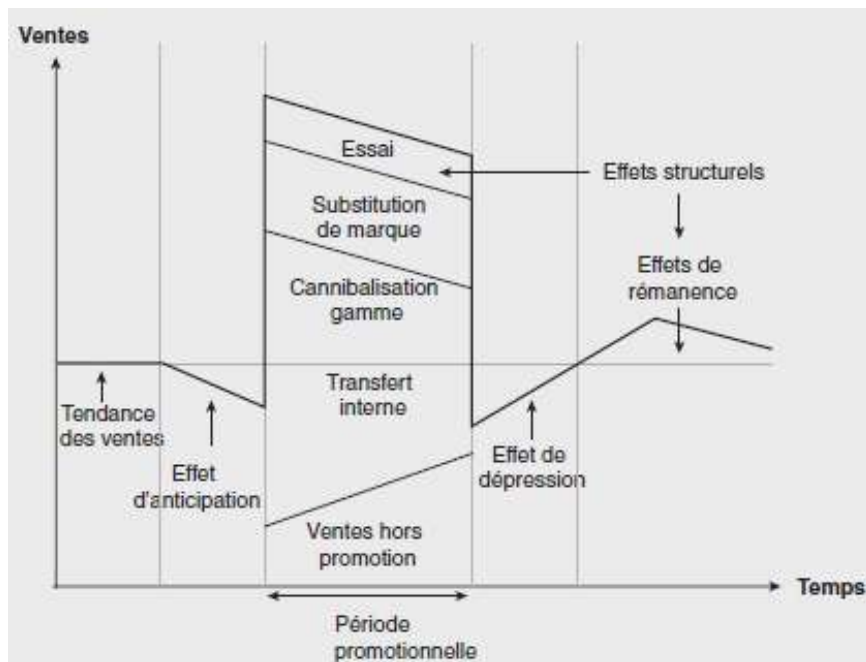 Ventes
Essai
Effets structurels
Substitution
de marque
Effets de
rémanence
Cannibalisation
gamme
Transfert
interne
Tendance
des ventes
Effet
d'anticipation
Effet de
dépression
Ventes hors
promotion
Temps
Période
promotionnelle